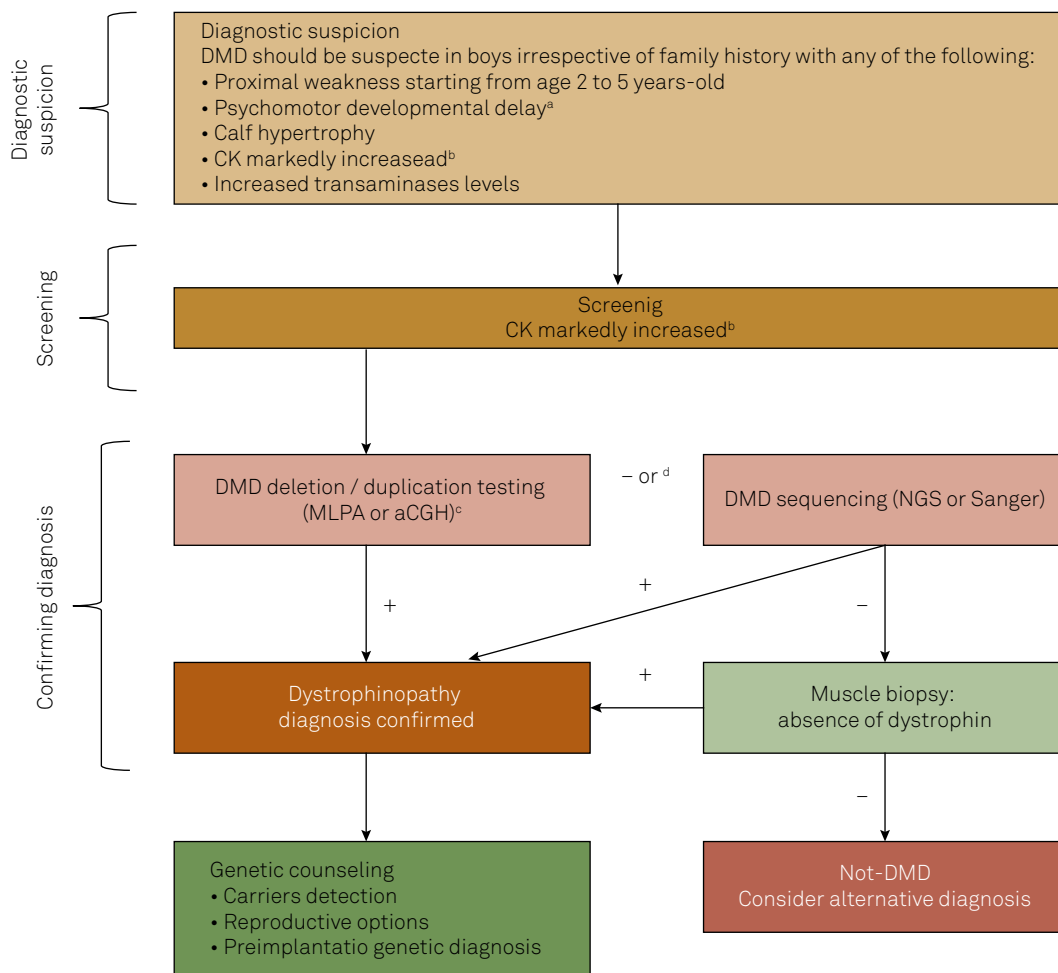 Diagnostic
suspicion
Diagnostic suspicion
DMD should be suspecte in boys irrespective of family history with any of the following:
• Proximal weakness starting from age 2 to 5 years-old
• Psychomotor developmental delayᵃ
• Calf hypertrophy
• CK markedly increaseadᵇ
• Increased transaminases levels
Screening
Screenig
CK markedly increasedᵇ
Confirming diagnosis
DMD deletion / duplication testing
(MLPA or aCGH)ᶜ
– or ᵈ
DMD sequencing (NGS or Sanger)
+
+
–
Dystrophinopathy
diagnosis confirmed
+
Muscle biopsy:
absence of dystrophin
–
Genetic counseling
• Carriers detection
• Reproductive options
• Preimplantatio genetic diagnosis
Not-DMD
Consider alternative diagnosis